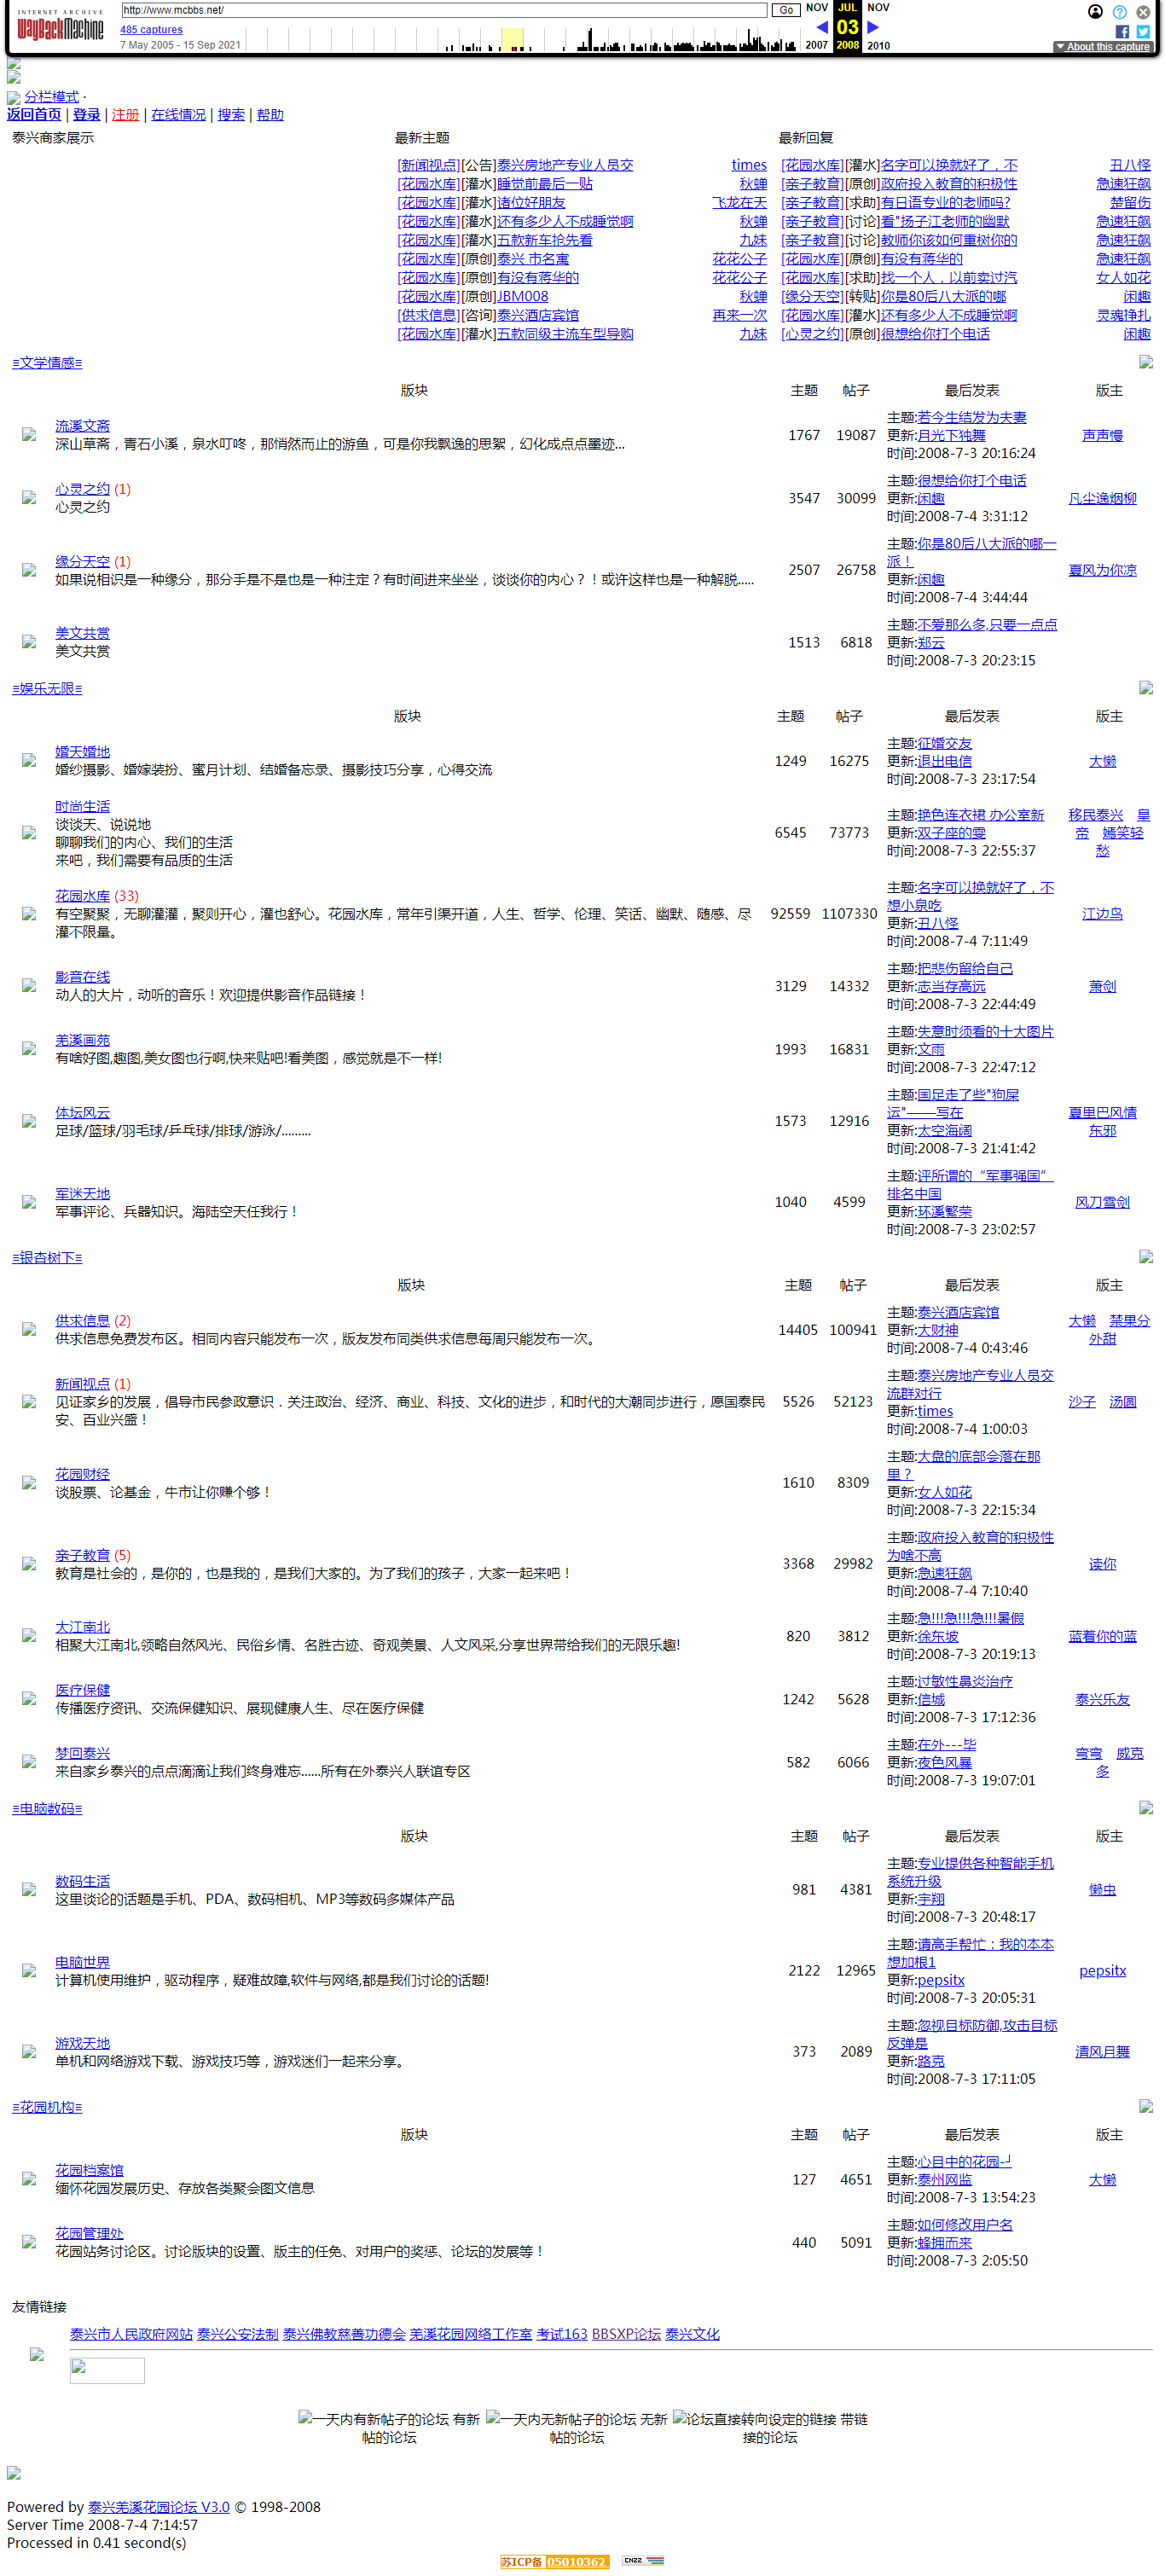 INTERNET ARCHIVE
WayBackMachine
http://www.mcbbs.net/
Go
NOV JUL NOV
03
2007 2008 2010
485 captures
7 May 2005 - 15 Sep 2021
About this capture
分栏模式 ·
返回首页 | 登录 | 注册 | 在线情况 | 搜索 | 帮助
泰兴商家展示 最新主题 最新回复
[新闻视点][公告]泰兴房地产专业人员交 times [花园水库][灌水]名字可以换就好了，不 丑八怪
[花园水库][灌水]睡觉前最后一贴 秋蝉 [亲子教育][原创]政府投入教育的积极性 急速狂飙
[花园水库][灌水]诸位好朋友 飞龙在天 [亲子教育][求助]有日语专业的老师吗? 楚留伤
[花园水库][灌水]还有多少人不成睡觉啊 秋蝉 [亲子教育][讨论]看"扬子江老师的幽默 急速狂飙
[花园水库][灌水]五款新车抢先看 九妹 [亲子教育][讨论]教师你该如何重树你的 急速狂飙
[花园水库][原创]泰兴 市名寓 花花公子 [花园水库][原创]有没有蒋华的 急速狂飙
[花园水库][原创]有没有蒋华的 花花公子 [花园水库][求助]找一个人，以前卖过汽 女人如花
[花园水库][原创]JBM008 秋蝉 [缘分天空][转贴]你是80后八大派的哪 闲趣
[供求信息][咨询]泰兴酒店宾馆 再来一次 [花园水库][灌水]还有多少人不成睡觉啊 灵魂挣扎
[花园水库][灌水]五款同级主流车型导购 九妹 [心灵之约][原创]很想给你打个电话 闲趣
≡文学情感≡
版块 主题 帖子 最后发表 版主
流溪文斋
深山草斋，青石小溪，泉水叮咚，那悄然而止的游鱼，可是你我飘逸的思絮，幻化成点点墨迹...
1767 19087
主题:若今生结发为夫妻
更新:月光下独舞
时间:2008-7-3 20:16:24
声声慢
心灵之约 (1)
心灵之约
3547 30099
主题:很想给你打个电话
更新:闲趣
时间:2008-7-4 3:31:12
凡尘逸烟柳
缘分天空 (1)
如果说相识是一种缘分，那分手是不是也是一种注定？有时间进来坐坐，谈谈你的内心？！或许这样也是一种解脱.....
2507 26758
主题:你是80后八大派的哪一
派！
更新:闲趣
时间:2008-7-4 3:44:44
夏风为你凉
美文共赏
美文共赏
1513 6818
主题:不爱那么多,只要一点点
更新:郑云
时间:2008-7-3 20:23:15
≡娱乐无限≡
版块 主题 帖子 最后发表 版主
婚天婚地
婚纱摄影、婚嫁装扮、蜜月计划、结婚备忘录、摄影技巧分享，心得交流
1249 16275
主题:征婚交友
更新:退出电信
时间:2008-7-3 23:17:54
大懒
时尚生活
谈谈天、说说地
聊聊我们的内心、我们的生活
来吧，我们需要有品质的生活
6545 73773
主题:艳色连衣裙 办公室新
更新:双子座的雯
时间:2008-7-3 22:55:37
移民泰兴 皇
帝 嫣笑轻
愁
花园水库 (33)
有空聚聚，无聊灌灌，聚则开心，灌也舒心。花园水库，常年引渠开道，人生、哲学、伦理、笑话、幽默、随感、尽
灌不限量。
92559 1107330
主题:名字可以换就好了，不
想小泉吃
更新:丑八怪
时间:2008-7-4 7:11:49
江边鸟
影音在线
动人的大片，动听的音乐！欢迎提供影音作品链接！
3129 14332
主题:把悲伤留给自己
更新:志当存高远
时间:2008-7-3 22:44:49
萧剑
羌溪画苑
有啥好图,趣图,美女图也行啊,快来贴吧!看美图，感觉就是不一样!
1993 16831
主题:失意时须看的十大图片
更新:文雨
时间:2008-7-3 22:47:12
体坛风云
足球/篮球/羽毛球/乒乓球/排球/游泳/.........
1573 12916
主题:国足走了些"狗屎
运"——写在
更新:太空海阔
时间:2008-7-3 21:41:42
夏里巴风情
东邪
军迷天地
军事评论、兵器知识。海陆空天任我行！
1040 4599
主题:评所谓的“军事强国”
排名中国
更新:环溪繁荣
时间:2008-7-3 23:02:57
风刀雪剑
≡银杏树下≡
版块 主题 帖子 最后发表 版主
供求信息 (2)
供求信息免费发布区。相同内容只能发布一次，版友发布同类供求信息每周只能发布一次。
14405 100941
主题:泰兴酒店宾馆
更新:大财神
时间:2008-7-4 0:43:46
大懒 禁果分
外甜
新闻视点 (1)
见证家乡的发展，倡导市民参政意识．关注政治、经济、商业、科技、文化的进步，和时代的大潮同步进行，愿国泰民
安、百业兴盛！
5526 52123
主题:泰兴房地产专业人员交
流群对行
更新:times
时间:2008-7-4 1:00:03
沙子 汤圆
花园财经
谈股票、论基金，牛市让你赚个够！
1610 8309
主题:大盘的底部会落在那
里？
更新:女人如花
时间:2008-7-3 22:15:34
亲子教育 (5)
教育是社会的，是你的，也是我的，是我们大家的。为了我们的孩子，大家一起来吧！
3368 29982
主题:政府投入教育的积极性
为啥不高
更新:急速狂飙
时间:2008-7-4 7:10:40
读你
大江南北
相聚大江南北,领略自然风光、民俗乡情、名胜古迹、奇观美景、人文风采,分享世界带给我们的无限乐趣!
820 3812
主题:急!!!急!!!急!!!暑假
更新:徐东坡
时间:2008-7-3 20:19:13
蓝着你的蓝
医疗保健
传播医疗资讯、交流保健知识、展现健康人生、尽在医疗保健
1242 5628
主题:过敏性鼻炎治疗
更新:信城
时间:2008-7-3 17:12:36
泰兴乐友
梦回泰兴
来自家乡泰兴的点点滴滴让我们终身难忘......所有在外泰兴人联谊专区
582 6066
主题:在外---毕
更新:夜色风暴
时间:2008-7-3 19:07:01
弯弯 威克
多
≡电脑数码≡
版块 主题 帖子 最后发表 版主
数码生活
这里谈论的话题是手机、PDA、数码相机、MP3等数码多媒体产品
981 4381
主题:专业提供各种智能手机
系统升级
更新:宇翔
时间:2008-7-3 20:48:17
懒虫
电脑世界
计算机使用维护，驱动程序，疑难故障,软件与网络,都是我们讨论的话题!
2122 12965
主题:请高手帮忙：我的本本
想加根1
更新:pepsitx
时间:2008-7-3 20:05:31
pepsitx
游戏天地
单机和网络游戏下载、游戏技巧等，游戏迷们一起来分享。
373 2089
主题:忽视目标防御,攻击目标
反弹是
更新:路克
时间:2008-7-3 17:11:05
清风月舞
≡花园机构≡
版块 主题 帖子 最后发表 版主
花园档案馆
缅怀花园发展历史、存放各类聚会图文信息
127 4651
主题:心目中的花园-┘
更新:泰州网监
时间:2008-7-3 13:54:23
大懒
花园管理处
花园站务讨论区。讨论版块的设置、版主的任免、对用户的奖惩、论坛的发展等！
440 5091
主题:如何修改用户名
更新:蜂拥而来
时间:2008-7-3 2:05:50
友情链接
泰兴市人民政府网站 泰兴公安法制 泰兴佛教慈善功德会 羌溪花园网络工作室 考试163 BBSXP论坛 泰兴文化
一天内有新帖子的论坛 有新
帖的论坛
一天内无新帖子的论坛 无新
帖的论坛
论坛直接转向设定的链接 带链
接的论坛
Powered by 泰兴羌溪花园论坛 V3.0 © 1998-2008
Server Time 2008-7-4 7:14:57
Processed in 0.41 second(s)
苏ICP备 05010362
CNZZ